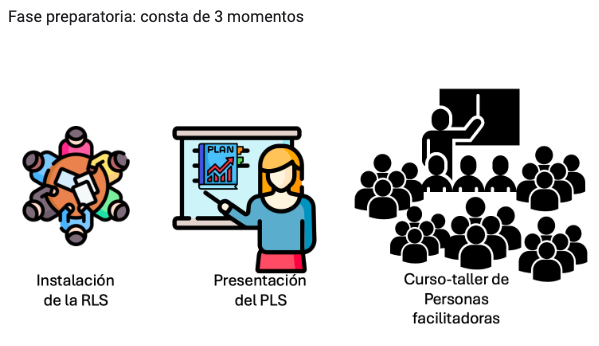 Fase preparatoria: consta de 3 momentos
PLAN
Instalación
de la RLS
Presentación
del PLS
Curso-taller de
Personas
facilitadoras